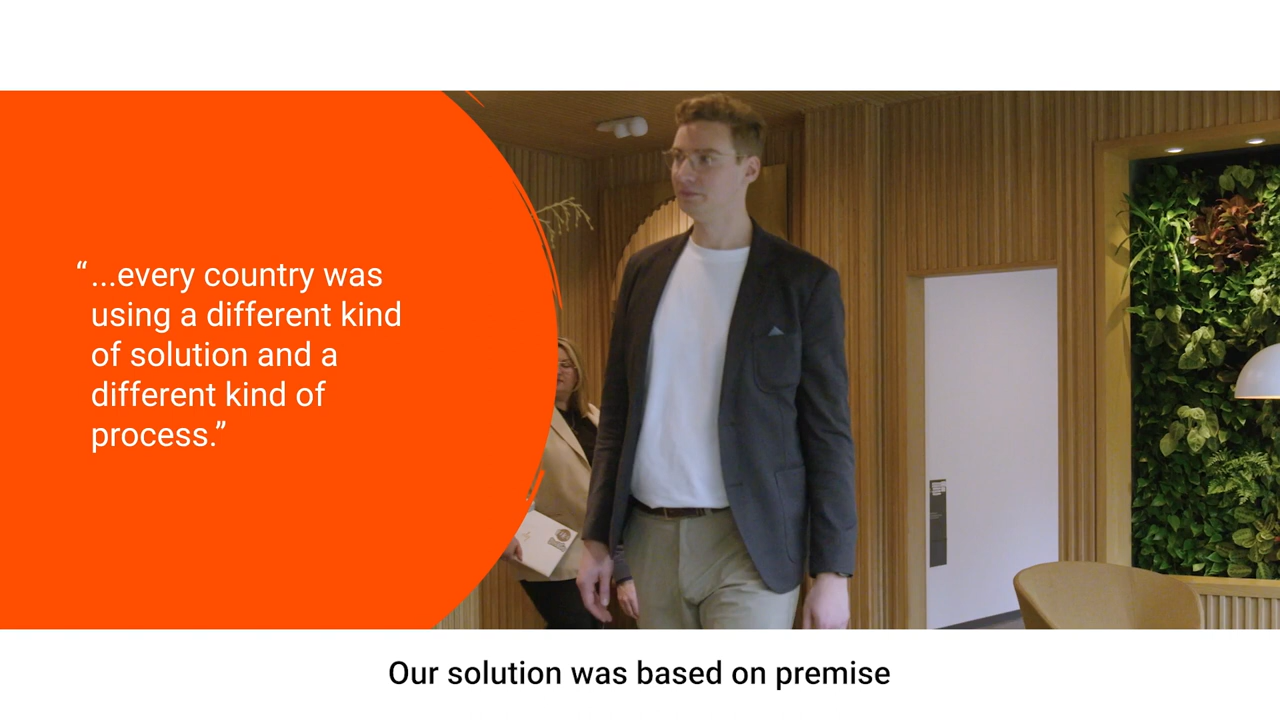 “...every country was
using a different kind
of solution and a
different kind of
process.”
Our solution was based on premise